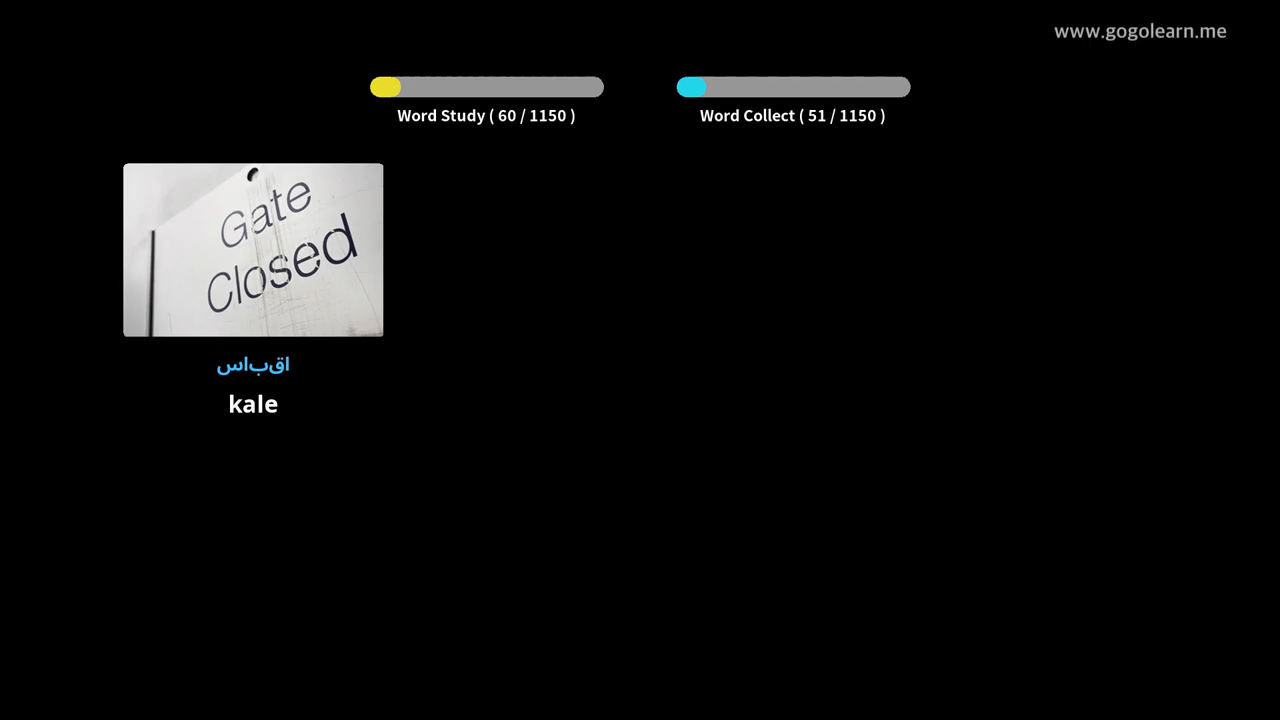 www.gogolearn.me
Word Study ( 60 / 1150 )
Word Collect ( 51 / 1150 )
Gate
Closed
اقباس
kale